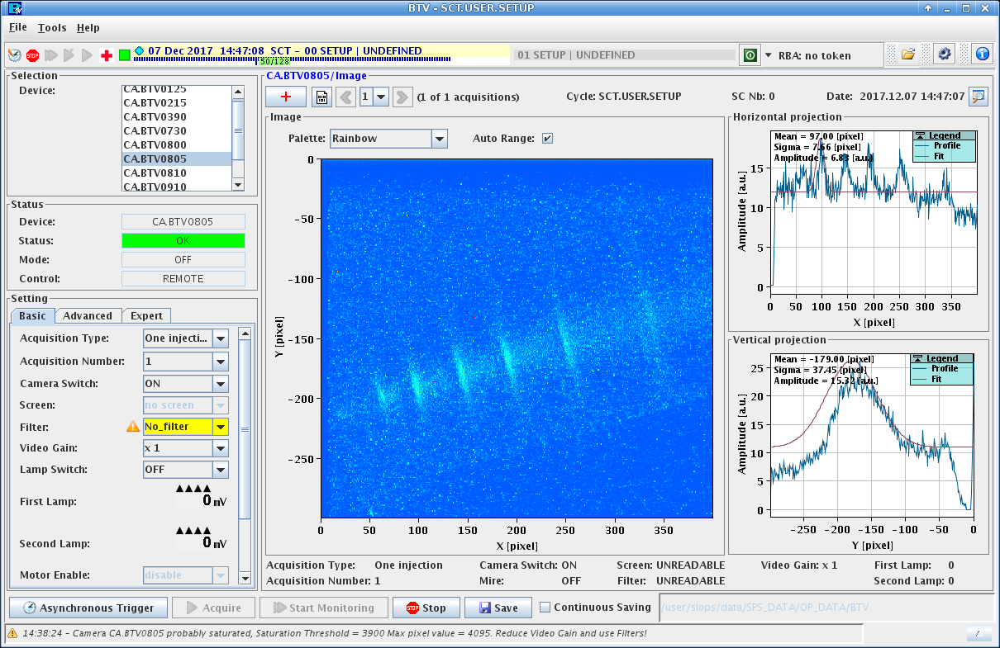 BTV - SCT.USER.SETUP
File Tools Help
STOP 07 Dec 2017 14:47:08 SCT - 00 SETUP | UNDEFINED 01 SETUP | UNDEFINED RBA: no token
50/128
Selection
Device:
CA.BTV0125
CA.BTV0215
CA.BTV0390
CA.BTV0730
CA.BTV0800
CA.BTV0805
CA.BTV0810
CA.BTV0910
Status
Device: CA.BTV0805
Status: OK
Mode: OFF
Control: REMOTE
Setting
Basic Advanced Expert
Acquisition Type: One injecti...
Acquisition Number: 1
Camera Switch: ON
Screen: no screen
Filter: No_filter
Video Gain: x 1
Lamp Switch: OFF
First Lamp: 0 mV
Second Lamp: 0 mV
Motor Enable: disable
CA.BTV0805/Image
1 (1 of 1 acquisitions) Cycle: SCT.USER.SETUP SC Nb: 0 Date: 2017.12.07 14:47:07
Image
Palette: Rainbow Auto Range:
0
-50
-100
-150
-200
-250
Y [pixel]
0 50 100 150 200 250 300 350
X [pixel]
Horizontal projection
Mean = 97.00 [pixel]
Sigma = 7.66 [pixel]
Amplitude = 6.83 [a.u.]
Legend
Profile
Fit
15
10
5
0
Amplitude [a.u.]
0 50 100 150 200 250 300 350
X [pixel]
Vertical projection
Mean = -179.00 [pixel]
Sigma = 37.45 [pixel]
Amplitude = 15.32 [a.u.]
Legend
Profile
Fit
25
20
15
10
5
0
Amplitude [a.u.]
-250 -200 -150 -100 -50 0
Y [pixel]
Acquisition Type: One injection Camera Switch: ON Screen: UNREADABLE Video Gain: x 1 First Lamp: 0
Acquisition Number: 1 Mire: OFF Filter: UNREADABLE Second Lamp: 0
Asynchronous Trigger Acquire Start Monitoring STOP Stop Save Continuous Saving /user/slops/data/SPS_DATA/OP_DATA/BTV
14:38:24 - Camera CA.BTV0805 probably saturated, Saturation Threshold = 3900 Max pixel value = 4095. Reduce Video Gain and use Filters!